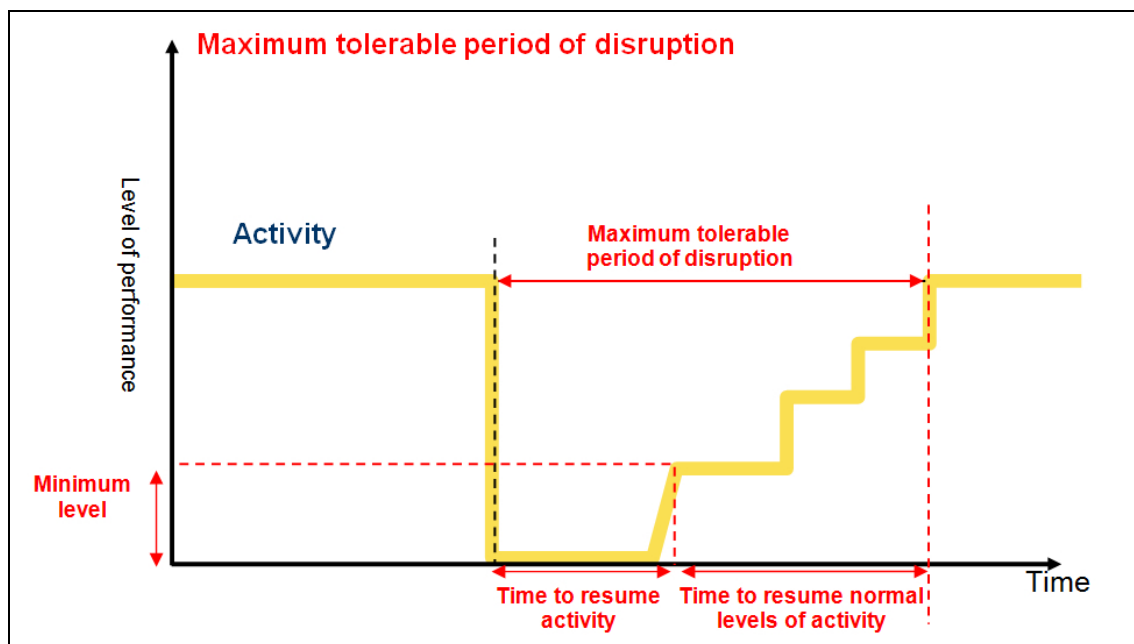 Maximum tolerable period of disruption
Level of performance
Activity
Maximum tolerable
period of disruption
Minimum
level
Time
Time to resume
activity
Time to resume normal
levels of activity